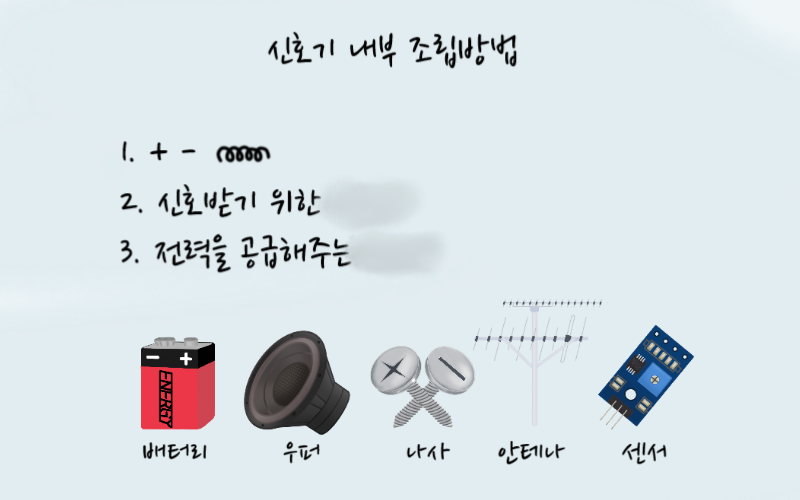 신호기 내부 조립방법
1. + -
2. 신호받기 위한
3. 전력을 공급해주는
ENERGY
배터리 우퍼 나사 안테나 센서